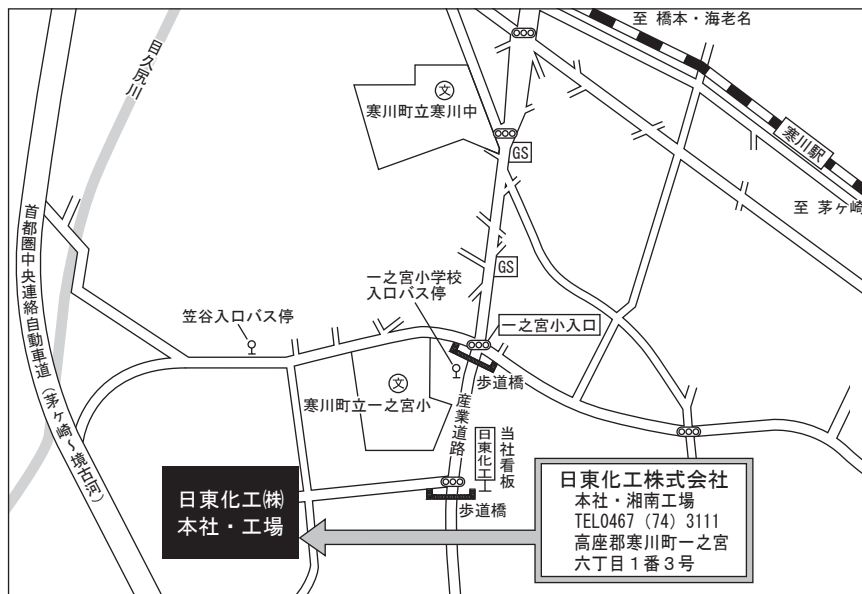 至 橋本・海老名
目久尻川
文
寒川町立寒川中
GS
寒川駅
至 茅ヶ崎
首都圏中央連絡自動車道（茅ヶ崎～境古河）
GS
一之宮小学校
入口バス停
笠谷入口バス停
一之宮小入口
歩道橋
文
寒川町立一之宮小
産業道路
日東化工
当社看板
歩道橋
日東化工㈱
本社・工場
日東化工株式会社
本社・湘南工場
TEL0467 (74) 3111
高座郡寒川町一之宮
六丁目１番３号